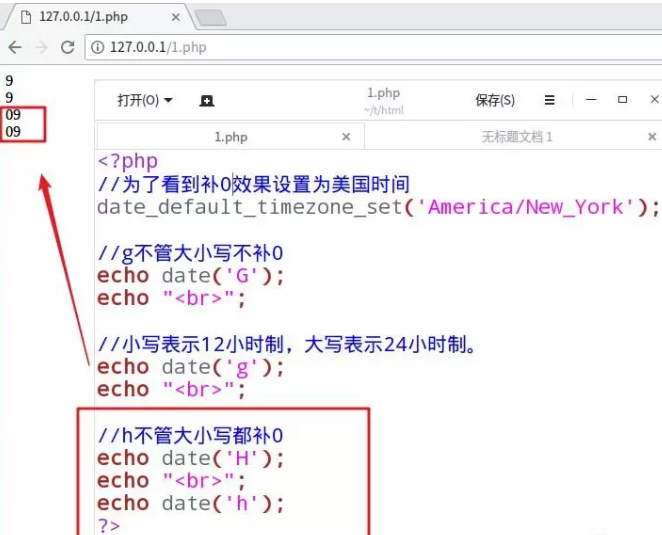 127.0.0.1/1.php
127.0.0.1/1.php
9
9
09
09
打开(O)
1.php
~/t/html
保存(S)
1.php
无标题文档 1
<?php
//为了看到补0效果设置为美国时间
date_default_timezone_set('America/New_York');
//g不管大小写不补0
echo date('G');
echo "<br>";
//小写表示12小时制，大写表示24小时制。
echo date('g');
echo "<br>";
//h不管大小写都补0
echo date('H');
echo "<br>";
echo date('h');
?>